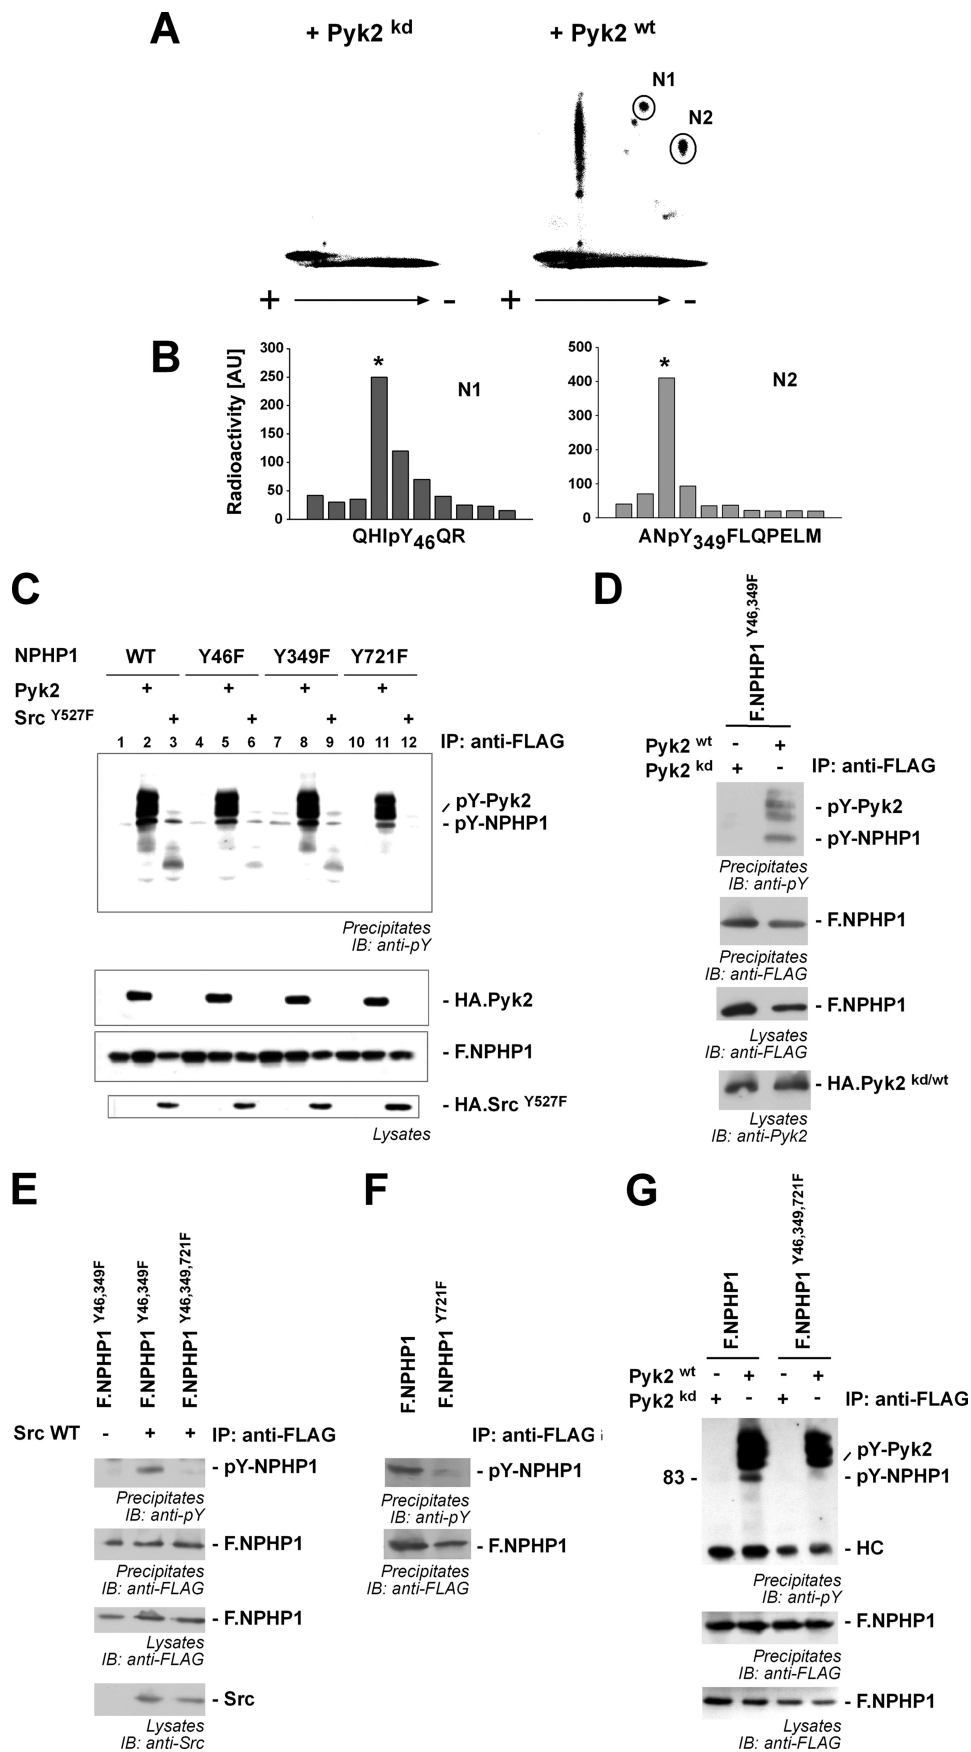 A
+ Pyk2 kd
+ Pyk2 wt
N1
N2
+ -
+ -
B
Radioactivity [AU]
300
250
200
150
100
50
0
*
N1
QHIpY46QR
500
400
300
200
100
0
*
N2
ANpY349FLQPELM
C
NPHP1 WT Y46F Y349F Y721F
Pyk2 + + + +
Src Y527F + + + +
1 2 3 4 5 6 7 8 9 10 11 12 IP: anti-FLAG
pY-Pyk2
- pY-NPHP1
Precipitates
IB: anti-pY
- HA.Pyk2
- F.NPHP1
- HA.Src Y527F
Lysates
D
F.NPHP1 Y46,349F
Pyk2 wt - +
Pyk2 kd + - IP: anti-FLAG
- pY-Pyk2
- pY-NPHP1
Precipitates
IB: anti-pY
- F.NPHP1
Precipitates
IB: anti-FLAG
- F.NPHP1
Lysates
IB: anti-FLAG
- HA.Pyk2 kd/wt
Lysates
IB: anti-Pyk2
E
F.NPHP1 Y46,349F
F.NPHP1 Y46,349F
F.NPHP1 Y46,349,721F
Src WT - + + IP: anti-FLAG
- pY-NPHP1
Precipitates
IB: anti-pY
- F.NPHP1
Precipitates
IB: anti-FLAG
- F.NPHP1
Lysates
IB: anti-FLAG
- Src
Lysates
IB: anti-Src
F
F.NPHP1
F.NPHP1 Y721F
IP: anti-FLAG
- pY-NPHP1
Precipitates
IB: anti-pY
- F.NPHP1
Precipitates
IB: anti-FLAG
G
F.NPHP1
F.NPHP1 Y46,349,721F
Pyk2 wt - + - +
Pyk2 kd + - + - IP: anti-FLAG
pY-Pyk2
83 - - pY-NPHP1
- HC
Precipitates
IB: anti-pY
- F.NPHP1
Precipitates
IB: anti-FLAG
- F.NPHP1
Lysates
IB: anti-FLAG